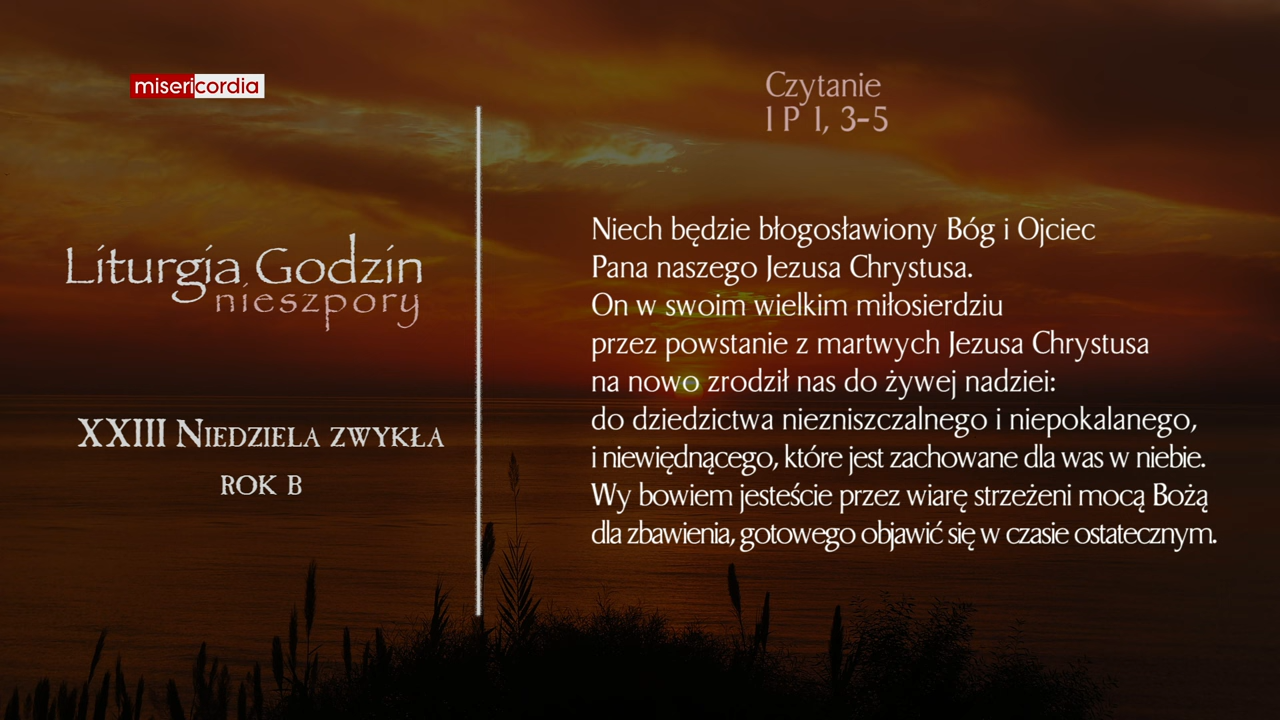 misericordia
Liturgia Godzin
nieszpory
XXIII Niedziela zwykła
rok B
Czytanie
1 P 1, 3-5
Niech będzie błogosławiony Bóg i Ojciec
Pana naszego Jezusa Chrystusa.
On w swoim wielkim miłosierdziu
przez powstanie z martwych Jezusa Chrystusa
na nowo zrodził nas do żywej nadziei:
do dziedzictwa niezniszczalnego i niepokalanego,
i niewiędnącego, które jest zachowane dla was w niebie.
Wy bowiem jesteście przez wiarę strzeżeni mocą Bożą
dla zbawienia, gotowego objawić się w czasie ostatecznym.